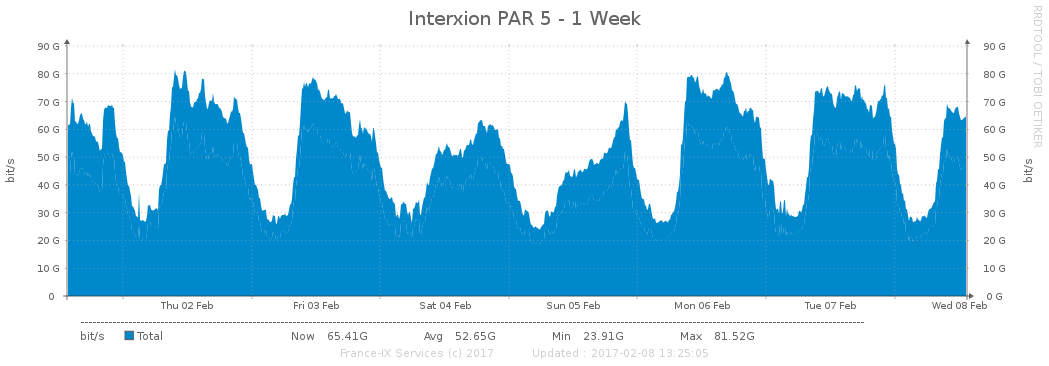 Interxion PAR 5 - 1 Week
RRDTOOL / TOBI OETIKER
bit/s
90 G 90 G
80 G 80 G
70 G 70 G
60 G 60 G
50 G 50 G
40 G 40 G
30 G 30 G
20 G 20 G
10 G 10 G
0 0 G
bit/s
Thu 02 Feb Fri 03 Feb Sat 04 Feb Sun 05 Feb Mon 06 Feb Tue 07 Feb Wed 08 Feb
bit/s Total Now 65.41G Avg 52.65G Min 23.91G Max 81.52G
France-IX Services (c) 2017 Updated : 2017-02-08 13:25:05